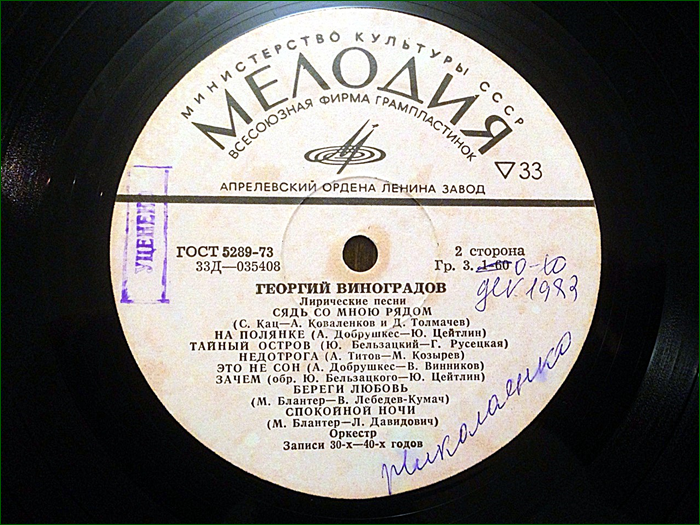 МИНИСТЕРСТВО КУЛЬТУРЫ СССР
МЕЛОДИЯ
ВСЕСОЮЗНАЯ ФИРМА ГРАМПЛАСТИНОК
▽33
АПРЕЛЕВСКИЙ ОРДЕНА ЛЕНИНА ЗАВОД
УЦЕНЕН
ГОСТ 5289-73
33Д—035408
2 сторона
Гр. 3. 1-60 0-10
дек 1983
ГЕОРГИЙ ВИНОГРАДОВ
Лирические песни
СЯДЬ СО МНОЮ РЯДОМ
(С. Кац—А. Коваленков и Д. Толмачев)
НА ПОЛЯНКЕ (А. Добрушкес—Ю. Цейтлин)
ТАЙНЫЙ ОСТРОВ (Ю. Бельзацкий—Г. Русецкая)
НЕДОТРОГА (А. Титов—М. Козырев)
ЭТО НЕ СОН (А. Добрушкес—В. Винников)
ЗАЧЕМ (обр. Ю. Бельзацкого—Ю. Цейтлин)
БЕРЕГИ ЛЮБОВЬ
(М. Блантер—В. Лебедев-Кумач)
СПОКОЙНОЙ НОЧИ
(М. Блантер—Л. Давидович)
Оркестр
Записи 30-х—40-х годов